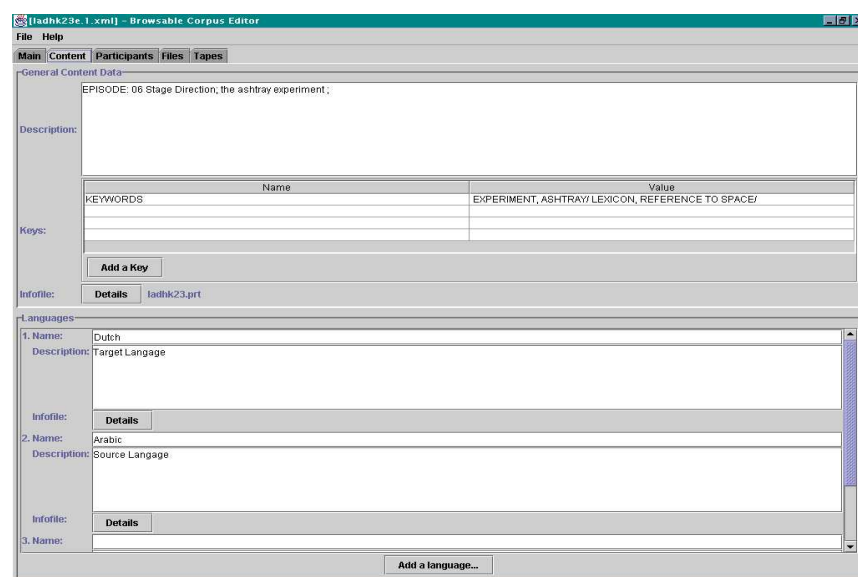 [ladhk23e.1.xml] - Browsable Corpus Editor
File Help
Main Content Participants Files Tapes
General Content Data
EPISODE: 06 Stage Direction; the ashtray experiment ;
Description:
Name Value
KEYWORDS EXPERIMENT, ASHTRAY/ LEXICON, REFERENCE TO SPACE/
Keys:
Add a Key
Infofile: Details ladhk23.prt
Languages
1. Name: Dutch
Description: Target Langage
Infofile: Details
2. Name: Arabic
Description: Source Langage
Infofile: Details
3. Name:
Add a language...